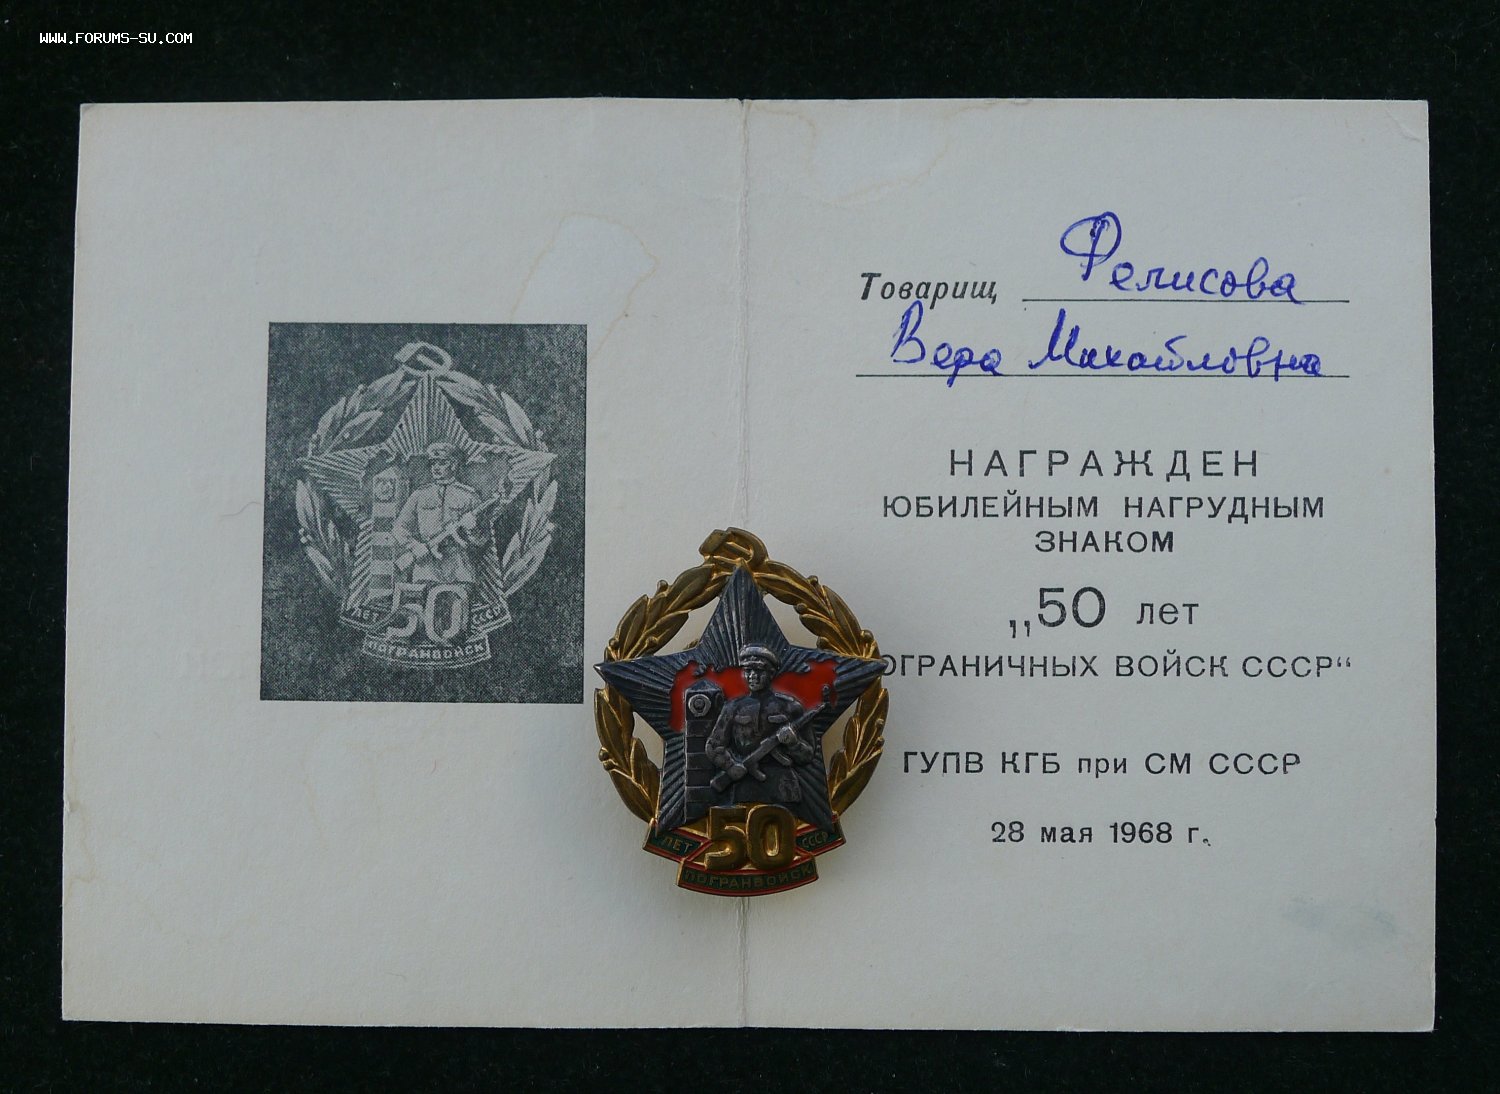 WWW.FORUMS-SU.COM
Товарищ Фелисова
Вера Михайловна
НАГРАЖДЕН
ЮБИЛЕЙНЫМ НАГРУДНЫМ
ЗНАКОМ
„50 лет
ОГРАНИЧНЫХ ВОЙСК СССР“
ГУПВ КГБ при СМ СССР
28 мая 1968 г.
ЛЕТ 50 СССР
ПОГРАНВОЙСК
ЛЕТ 50 СССР
ПОГРАНВОЙСК